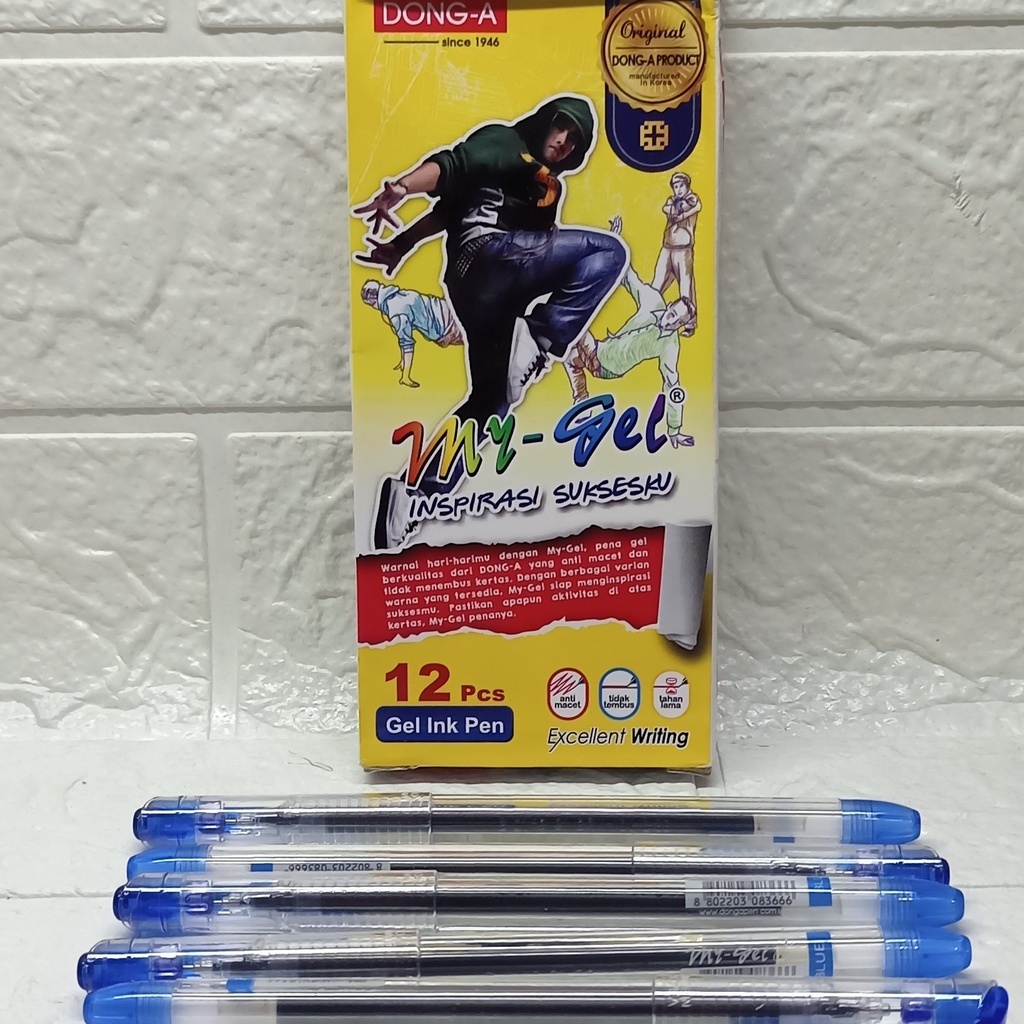 DONG-A
since 1946
Original
DONG-A PRODUCT
manufactured
in Korea
My-Gel®
INSPIRASI SUKSESKU
Warnai hari-harimu dengan My-Gel, pena gel
berkualitas dari DONG-A yang anti macet dan
tidak menembus kertas. Dengan berbagai varian
warna yang tersedia, My-Gel siap menginspirasi
suksesmu. Pastikan apapun aktivitas di atas
kertas, My-Gel penanya.
12 Pcs
Gel Ink Pen
anti
macet
tidak
tembus
tahan
lama
Excellent Writing
8 802203 083666
8 802203 083666
www.dongapen.com
BLUE